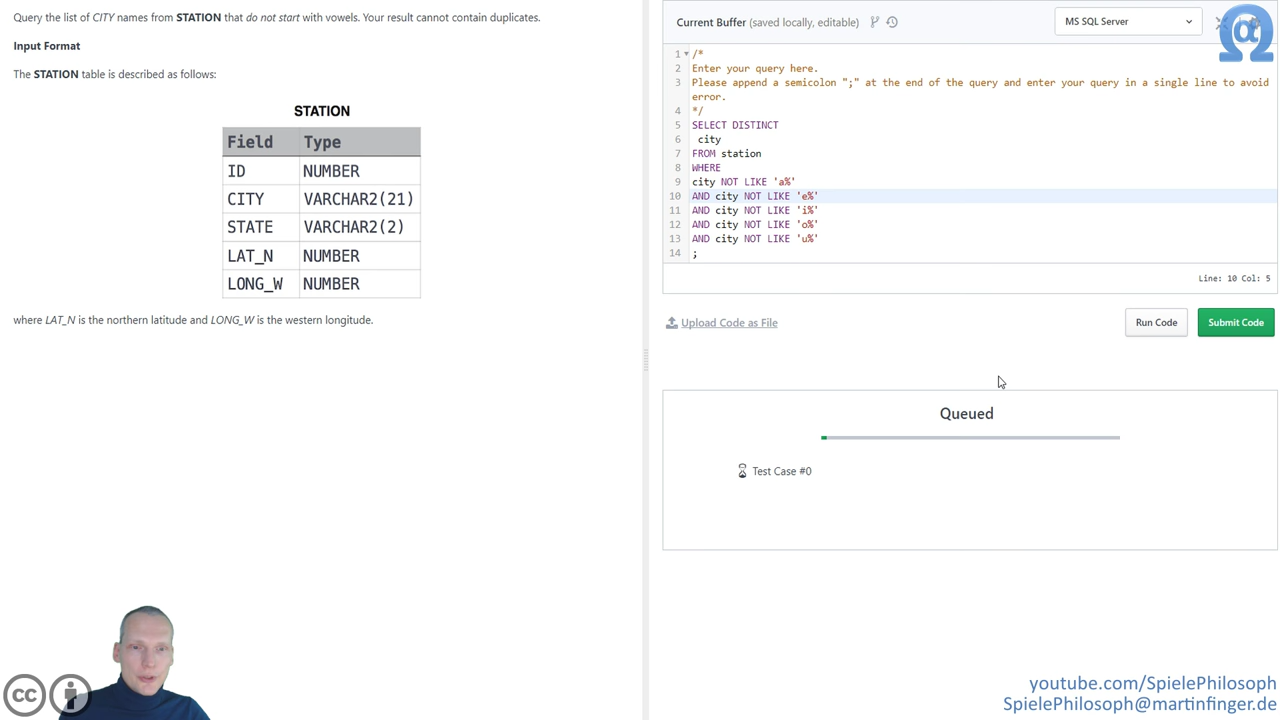 Query the list of CITY names from STATION that do not start with vowels. Your result cannot contain duplicates.
Input Format
The STATION table is described as follows:
STATION
Field Type
ID NUMBER
CITY VARCHAR2(21)
STATE VARCHAR2(2)
LAT_N NUMBER
LONG_W NUMBER
where LAT_N is the northern latitude and LONG_W is the western longitude.
Current Buffer (saved locally, editable)
MS SQL Server
1 /*
2 Enter your query here.
3 Please append a semicolon ";" at the end of the query and enter your query in a single line to avoid
error.
4 */
5 SELECT DISTINCT
6 city
7 FROM station
8 WHERE
9 city NOT LIKE 'a%'
10 AND city NOT LIKE 'e%'
11 AND city NOT LIKE 'i%'
12 AND city NOT LIKE 'o%'
13 AND city NOT LIKE 'u%'
14 ;
Line: 10 Col: 5
Upload Code as File
Run Code
Submit Code
Queued
Test Case #0
cc
youtube.com/SpielePhilosoph
SpielePhilosoph@martinfinger.de